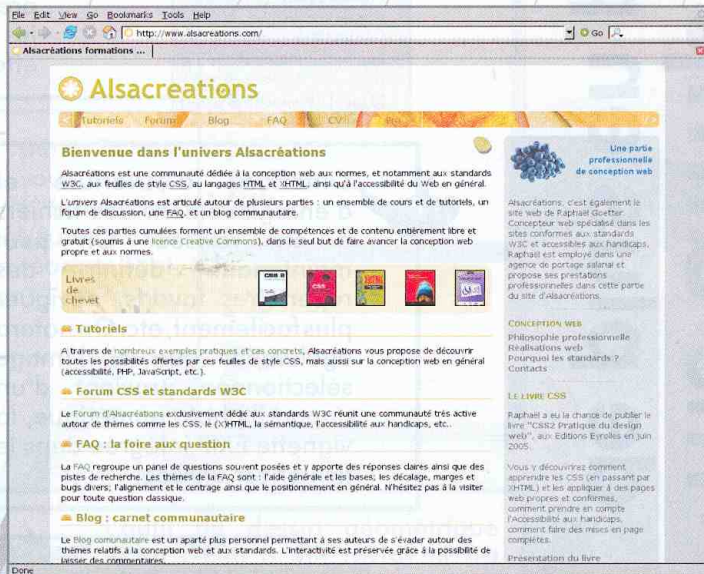 File Edit View Go Bookmarks Tools Help
http://www.alsacreations.com/
Go
Alsacréations formations ...
Alsacreations
Tutoriels Forum Blog FAQ CV Pro
Bienvenue dans l'univers Alsacréations
Alsacréations est une communauté dédiée à la conception web aux normes, et notamment aux standards
W3C, aux feuilles de style CSS, au langages HTML et XHTML, ainsi qu'à l'accessibilité du Web en général.
L'univers Alsacréations est articulé autour de plusieurs parties : un ensemble de cours et de tutoriels, un
forum de discussion, une FAQ, et un blog communautaire.
Toutes ces parties cumulées forment un ensemble de compétences et de contenu entièrement libre et
gratuit (soumis à une licence Creative Commons), dans le seul but de faire avancer la conception web
propre et aux normes.
Livres
de
chevet
Tutoriels
A travers de nombreux exemples pratiques et cas concrets, Alsacréations vous propose de découvrir
toutes les possibilités offertes par ces feuilles de style CSS, mais aussi sur la conception web en général
(accessibilité, PHP, JavaScript, etc.).
Forum CSS et standards W3C
Le Forum d'Alsacréations exclusivement dédié aux standards W3C réunit une communauté très active
autour de thèmes comme les CSS, le (X)HTML, la sémantique, l'accessibilité aux handicaps, etc..
FAQ : la foire aux question
La FAQ regroupe un panel de questions souvent posées et y apporte des réponses claires ainsi que des
pistes de recherche. Les thèmes de la FAQ sont : l'aide générale et les bases; les décalage, marges et
bugs divers; l'alignement et le centrage ainsi que le positionnement en général. N'hésitez pas à la visiter
pour toute question classique.
Blog : carnet communautaire
Le Blog comunautaire est un aparté plus personnel permettant à ses auteurs de s'évader autour des
thèmes relatifs à la conception web et aux standards. L'interactivité est préservée grâce à la possibilité de
laisser des commentaires.
Une partie
professionnelle
de conception web
Alsacréations, c'est également le
site web de Raphaël Goetter.
Concepteur web spécialisé dans les
sites conformes aux standards
W3C et accessibles aux handicaps,
Raphaël est employé dans une
agence de portage salarial et
propose ses prestations
professionnelles dans cette partie
du site d'Alsacréations.
CONCEPTION WEB
Philosophie professionnelle
Réalisations web
Pourquoi les standards ?
Contacts
LE LIVRE CSS
Raphaël a eu la chance de publier le
livre "CSS2 Pratique du design
web", aux Editions Eyrolles en juin
2005.
Vous y découvrirez comment
apprendre les CSS (en passant par
XHTML) et les appliquer à des pages
web propres et conformes,
comment prendre en compte
l'Accessibilité aux handicaps,
comment faire des mises en page
complètes.
Présentation du livre
Done